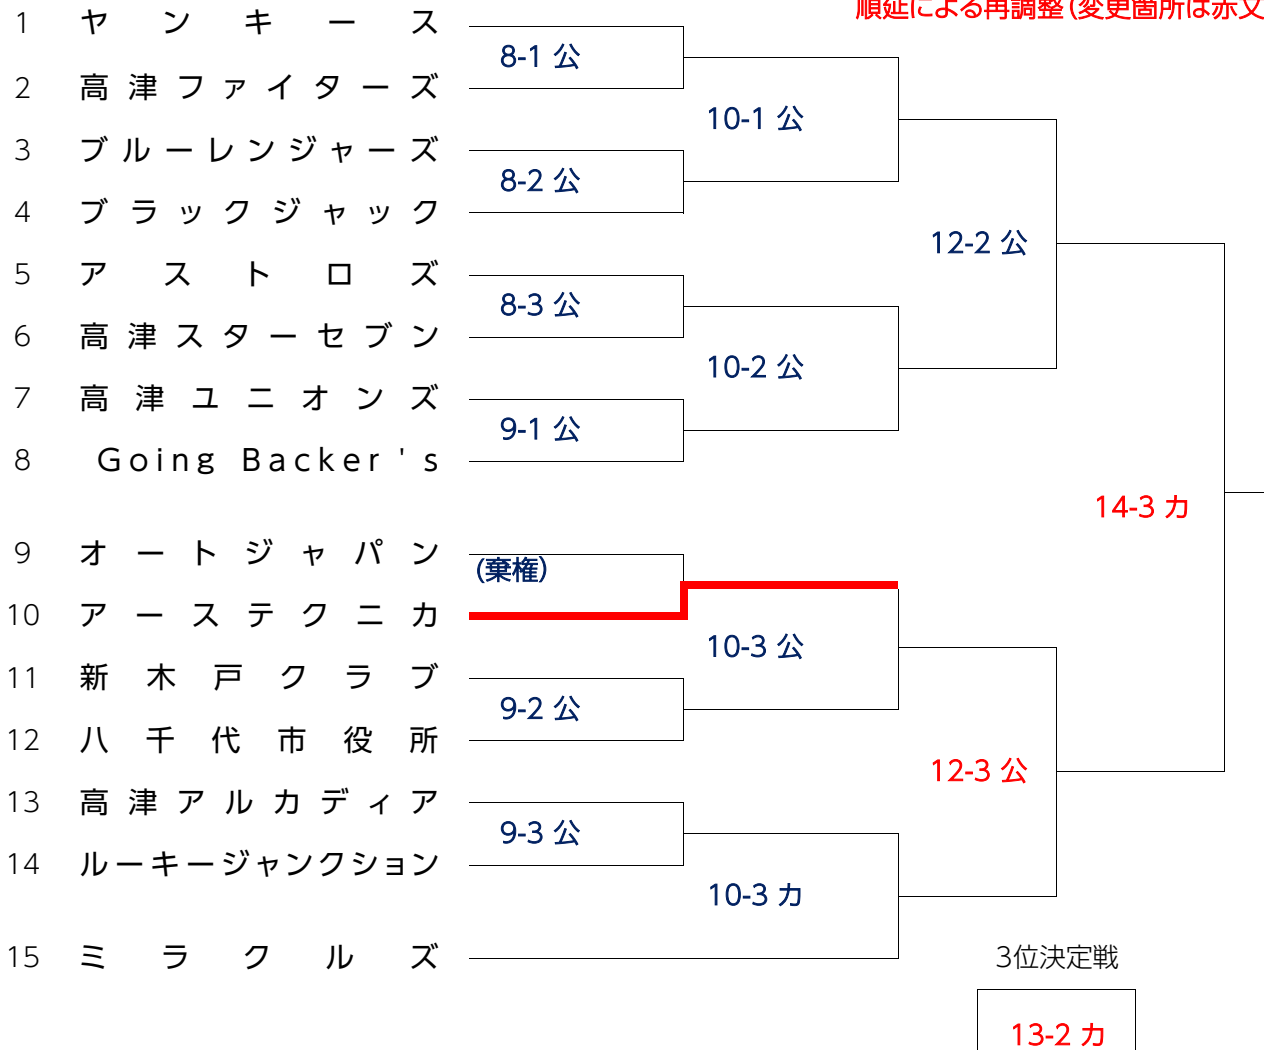 順延による再調整(変更箇所は赤文
1 ヤンキース
8-1 公
2 高津ファイターズ
10-1 公
3 ブルーレンジャーズ
8-2 公
4 ブラックジャック
12-2 公
5 アストロズ
8-3 公
6 高津スターセブン
10-2 公
7 高津ユニオンズ
9-1 公
8 Going Backer's
14-3 カ
9 オートジャパン
(棄権)
10 アーステクニカ
10-3 公
11 新木戸クラブ
9-2 公
12 八千代市役所
12-3 公
13 高津アルカディア
9-3 公
14 ルーキージャンクション
10-3 カ
15 ミラクルズ
3位決定戦
13-2 カ